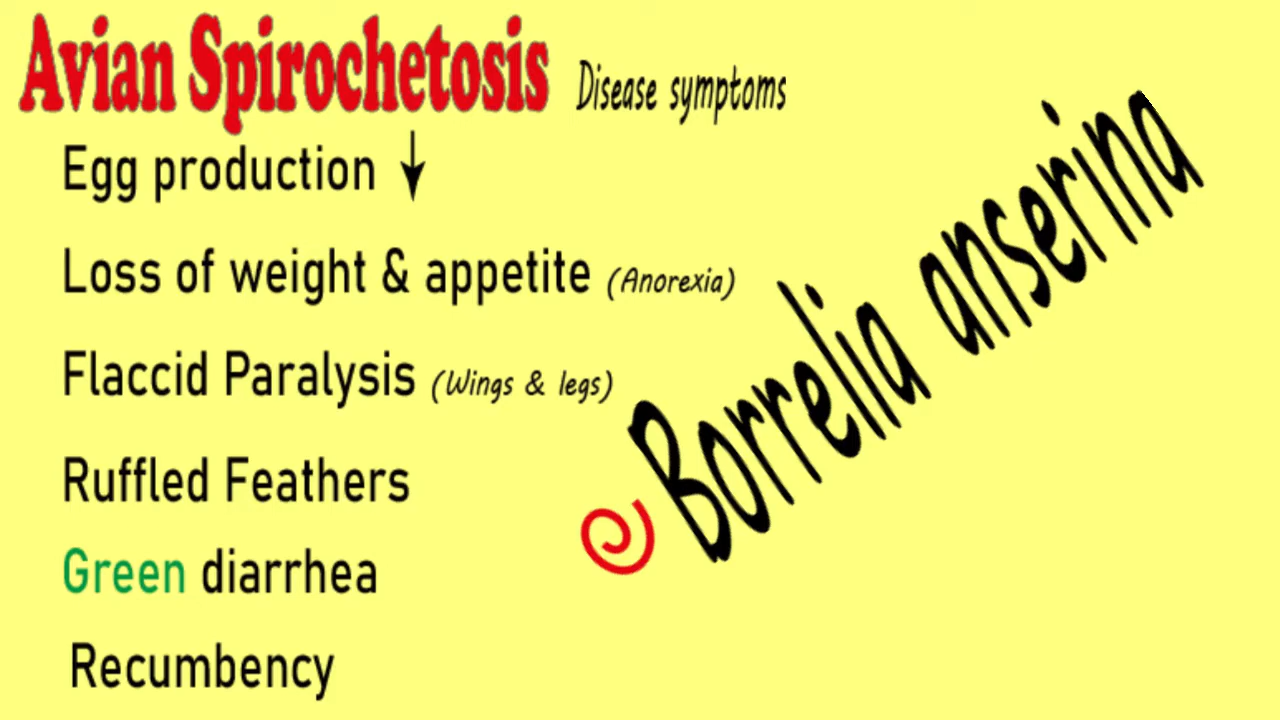 Avian Spirochetosis Disease symptoms
Egg production ↓
Loss of weight & appetite (Anorexia)
Flaccid Paralysis (Wings & legs)
Ruffled Feathers
Green diarrhea
Recumbency
Borrelia anserina